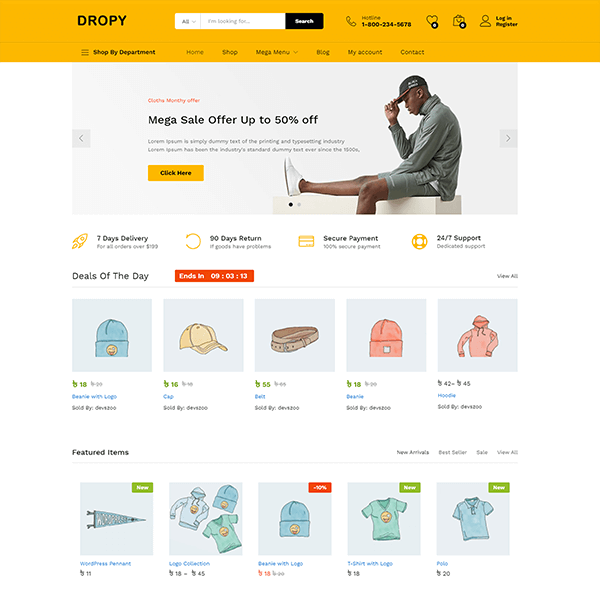 DROPY
All
I'm looking for...
Search
Hotline
1-800-234-5678
0
0
Log in
Register
Shop By Department
Home
Shop
Mega Menu
Blog
My account
Contact
Cloths Monthy offer
Mega Sale Offer Up to 50% off
Lorem Ipsum is simply dummy text of the printing and typesetting industry
Lorem Ipsum has been the industry's standard dummy text ever since the 1500s,
Click Here
7 Days Delivery
For all orders over $199
90 Days Return
If goods have problems
Secure Payment
100% secure payment
24/7 Support
Dedicated support
Deals Of The Day
Ends In 09 : 03 : 13
View All
৳ 18 ৳ 20
Beanie with Logo
Sold By: devszoo
৳ 16 ৳ 18
Cap
Sold By: devszoo
৳ 55 ৳ 65
Belt
Sold By: devszoo
৳ 18 ৳ 20
Beanie
Sold By: devszoo
৳ 42– ৳ 45
Hoodie
Sold By: devszoo
Featured Items
New Arrivals
Best Seller
Sale
View All
New
WordPress Pennant
৳ 11
Logo Collection
৳ 18 – ৳ 45
-10%
Beanie with Logo
৳ 18 ৳ 20
New
T-Shirt with Logo
৳ 18
New
Polo
৳ 20